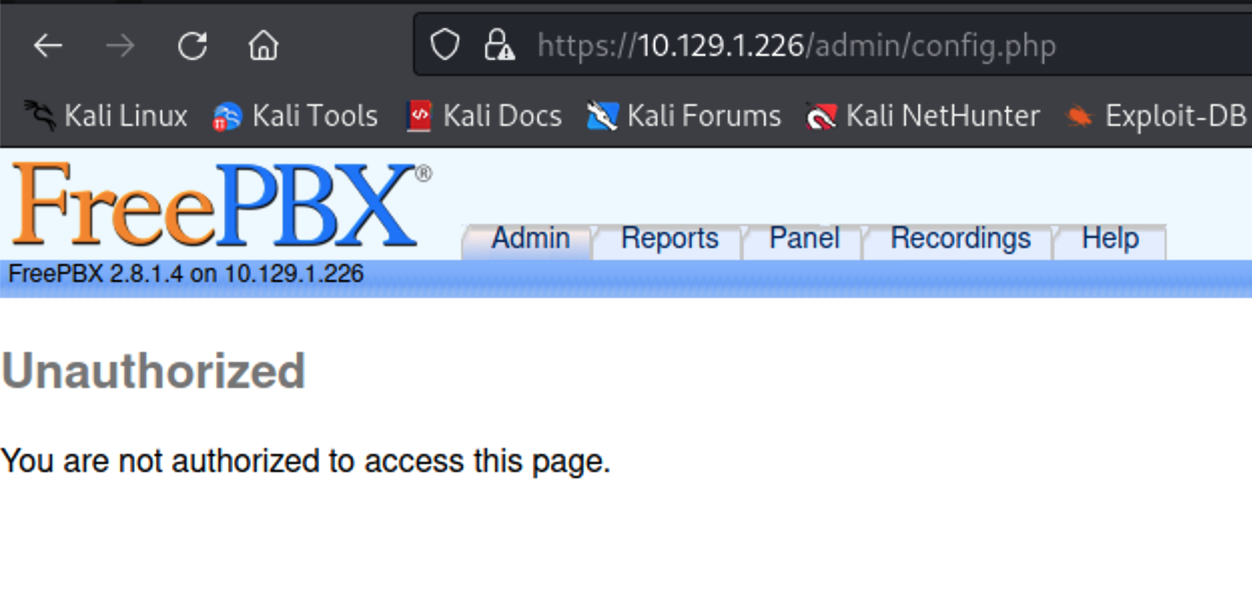 https://10.129.1.226/admin/config.php
Kali Linux Kali Tools Kali Docs Kali Forums Kali NetHunter Exploit-DB
FreePBX®
Admin Reports Panel Recordings Help
FreePBX 2.8.1.4 on 10.129.1.226
Unauthorized
You are not authorized to access this page.